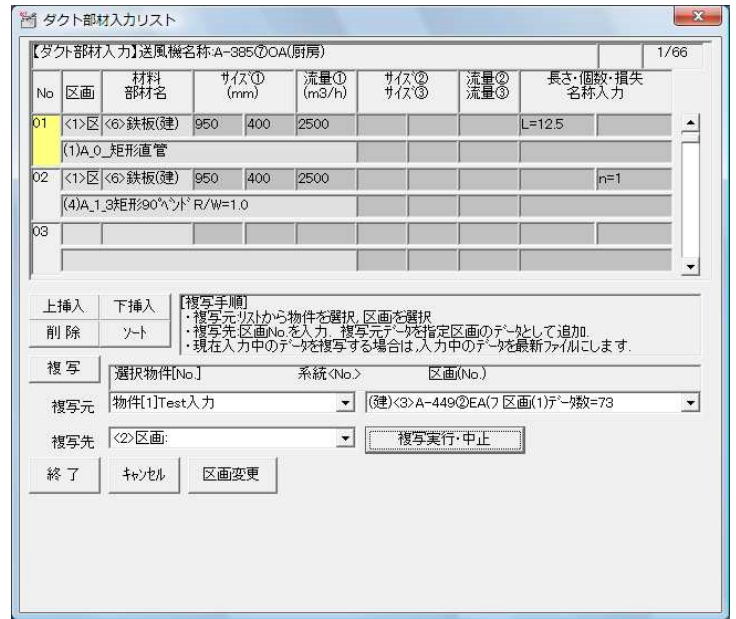 ダクト部材入力リスト
【ダクト部材入力】送風機名称:A-385⑦OA(厨房) 1/66
No 区画 材料 部材名 サイズ① (mm) 流量① (m3/h) サイズ② サイズ③ 流量② 流量③ 長さ・個数・損失 名称入力
01 <1>区 <6>鉄板(建) 950 400 2500 L=12.5
(1)A_0_矩形直管
02 <1>区 <6>鉄板(建) 950 400 2500 n=1
(4)A_1_3矩形90°ベンド R/W=1.0
03
上挿入 下挿入
削 除 ソート
[複写手順]
・複写元:リストから物件を選択, 区画を選択
・複写先:区画No.を入力. 複写元データを指定区画のデータとして追加.
・現在入力中のデータを複写する場合は,入力中のデータを最新ファイルにします.
複 写 選択物件[No.] 系統<No.> 区画(No.)
複写元 物件[1]Test入力 (建)<3>A-449②EA(フ 区画(1)データ数=73
複写先 <2>区画: 複写実行・中止
終 了 キャンセル 区画変更